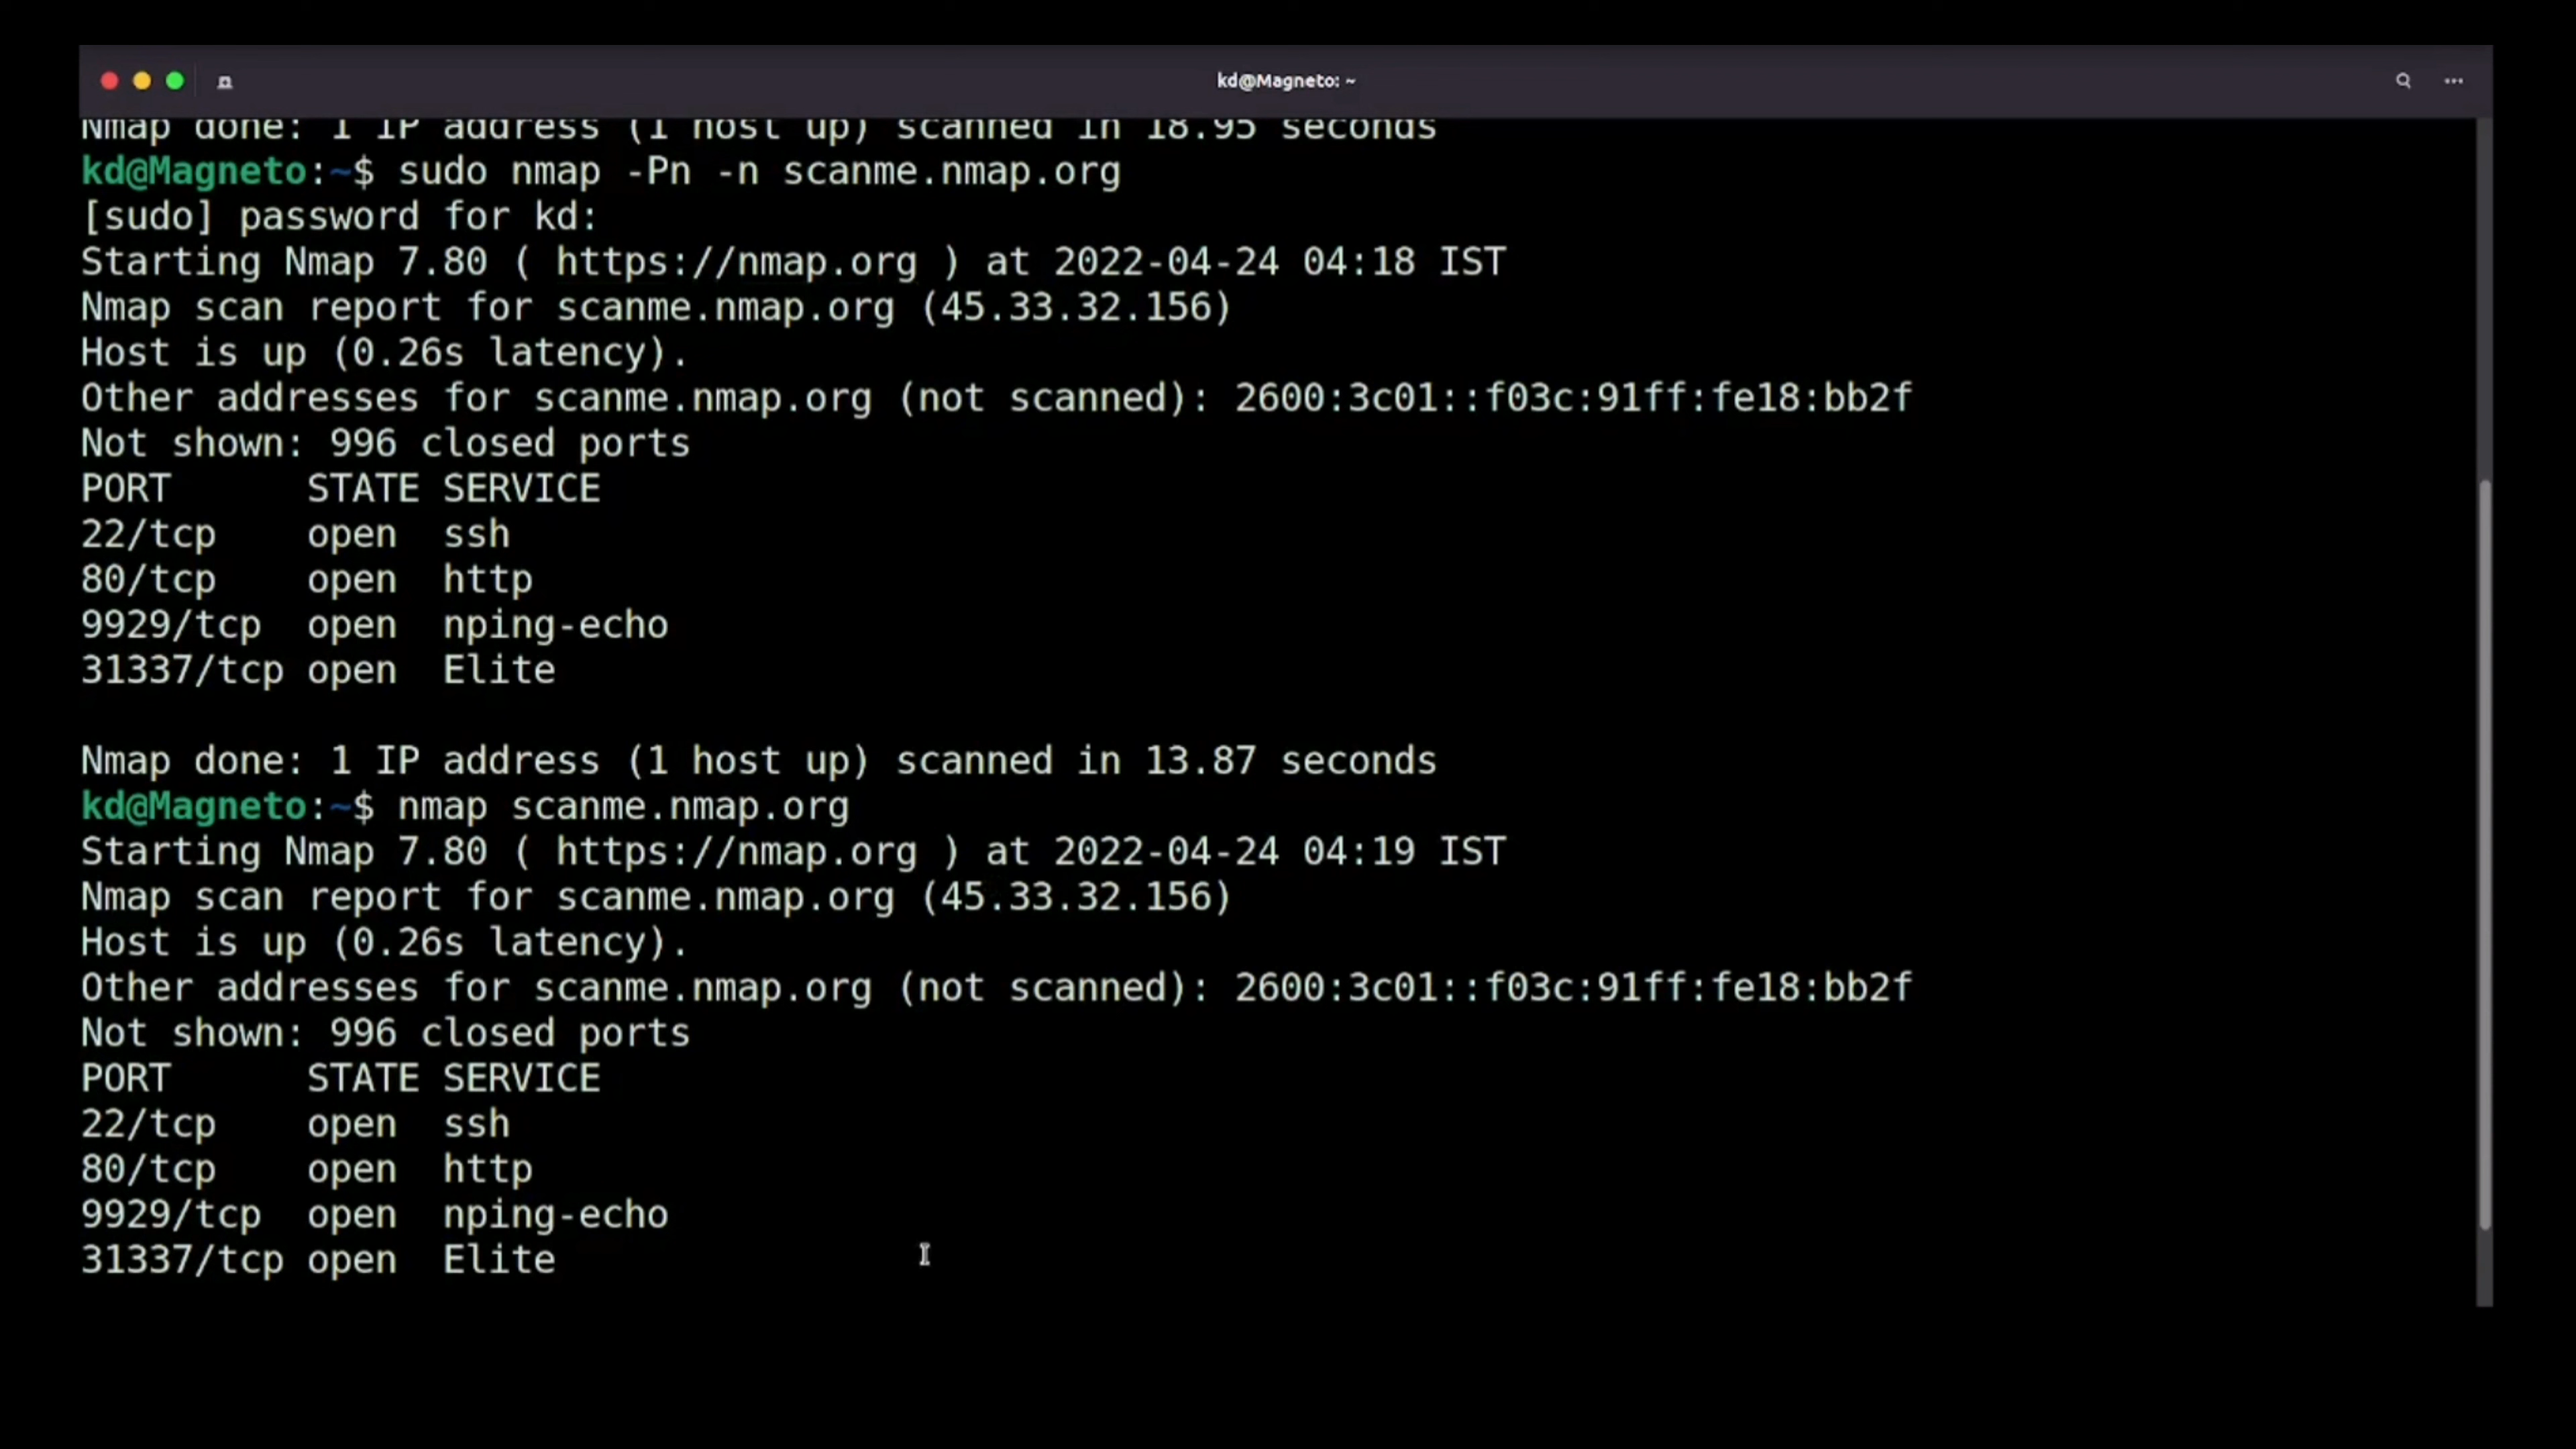 kd@Magneto: ~
Nmap done: 1 IP address (1 host up) scanned in 18.95 seconds
kd@Magneto:~$ sudo nmap -Pn -n scanme.nmap.org
[sudo] password for kd:
Starting Nmap 7.80 ( https://nmap.org ) at 2022-04-24 04:18 IST
Nmap scan report for scanme.nmap.org (45.33.32.156)
Host is up (0.26s latency).
Other addresses for scanme.nmap.org (not scanned): 2600:3c01::f03c:91ff:fe18:bb2f
Not shown: 996 closed ports
PORT      STATE SERVICE
22/tcp    open  ssh
80/tcp    open  http
9929/tcp  open  nping-echo
31337/tcp open  Elite
Nmap done: 1 IP address (1 host up) scanned in 13.87 seconds
kd@Magneto:~$ nmap scanme.nmap.org
Starting Nmap 7.80 ( https://nmap.org ) at 2022-04-24 04:19 IST
Nmap scan report for scanme.nmap.org (45.33.32.156)
Host is up (0.26s latency).
Other addresses for scanme.nmap.org (not scanned): 2600:3c01::f03c:91ff:fe18:bb2f
Not shown: 996 closed ports
PORT      STATE SERVICE
22/tcp    open  ssh
80/tcp    open  http
9929/tcp  open  nping-echo
31337/tcp open  Elite